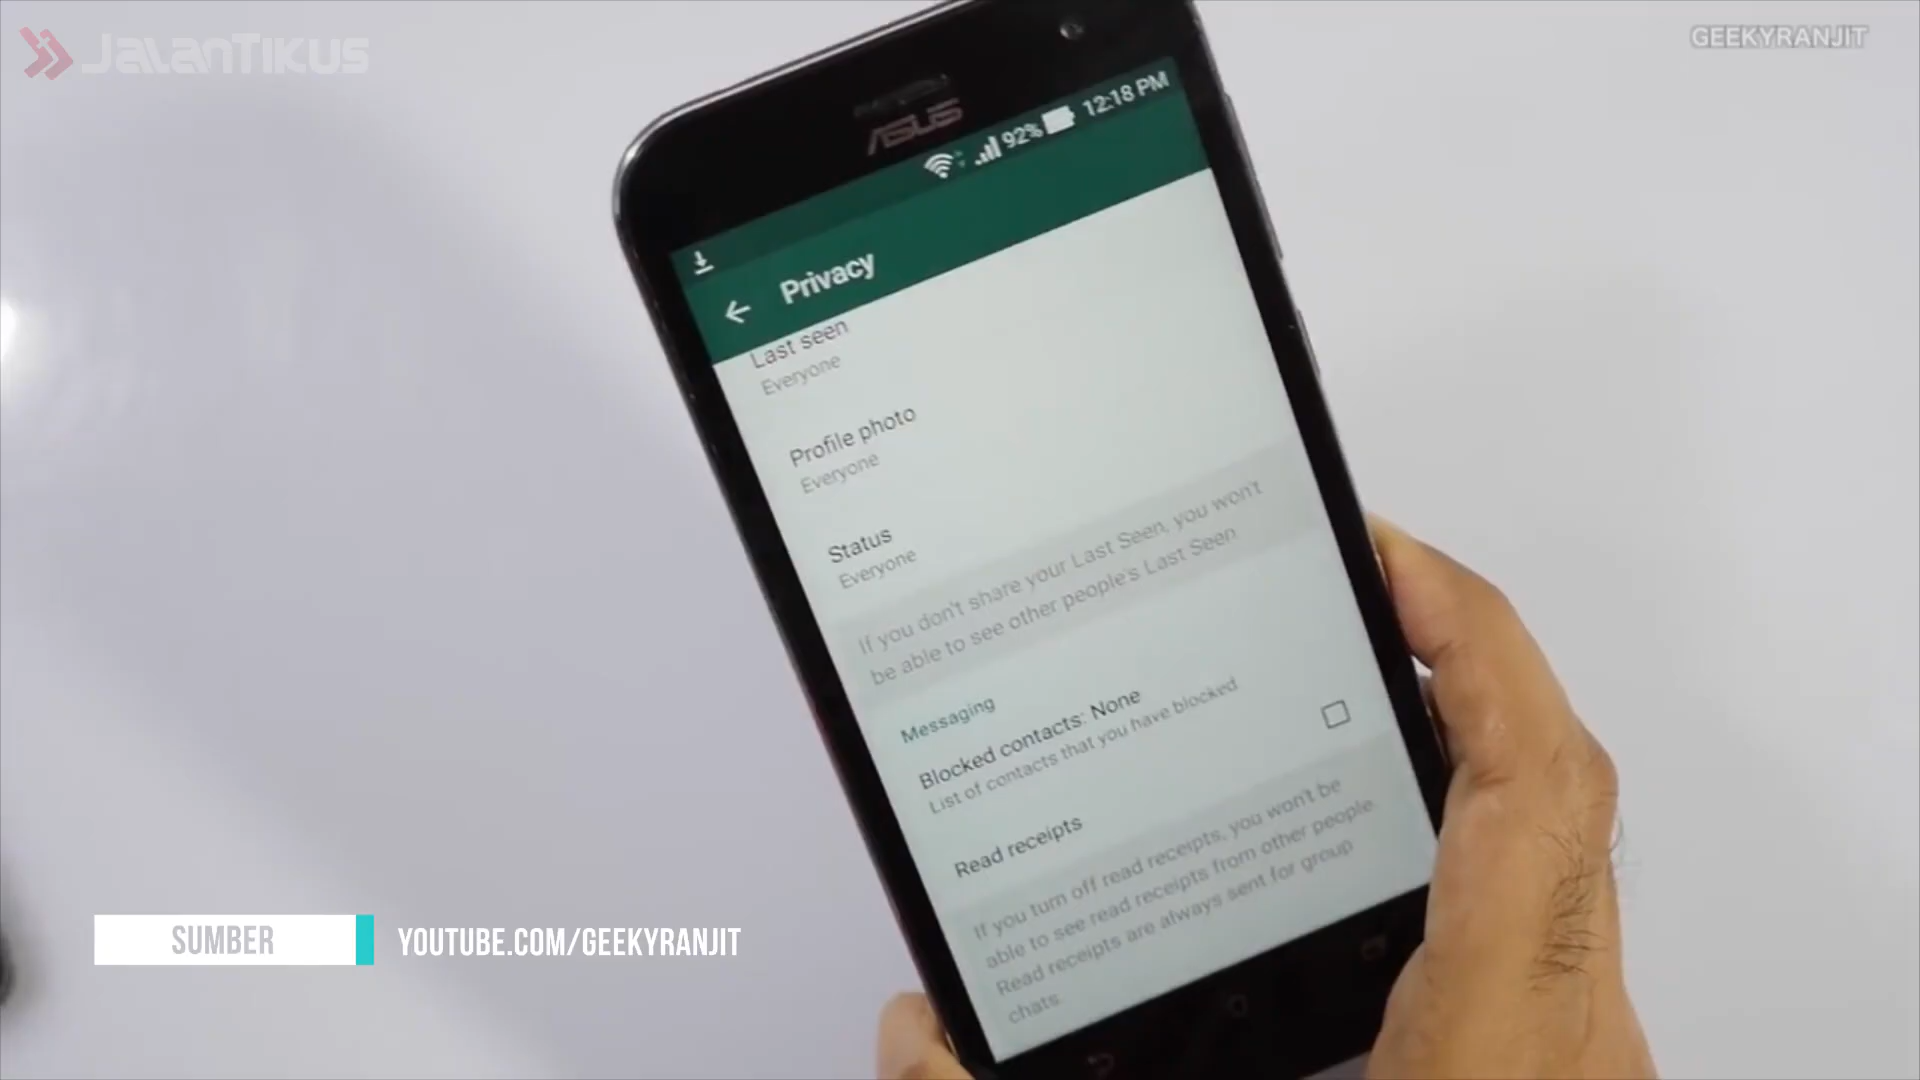 JALANTIKUS
GEEKYRANJIT
ASUS
92% 12:18 PM
Privacy
Last seen
Everyone
Profile photo
Everyone
Status
Everyone
If you don't share your Last Seen, you won't
be able to see other people's Last Seen
Messaging
Blocked contacts: None
List of contacts that you have blocked
Read receipts
If you turn off read receipts, you won't be
able to see read receipts from other people.
Read receipts are always sent for group
chats.
SUMBER
YOUTUBE.COM/GEEKYRANJIT